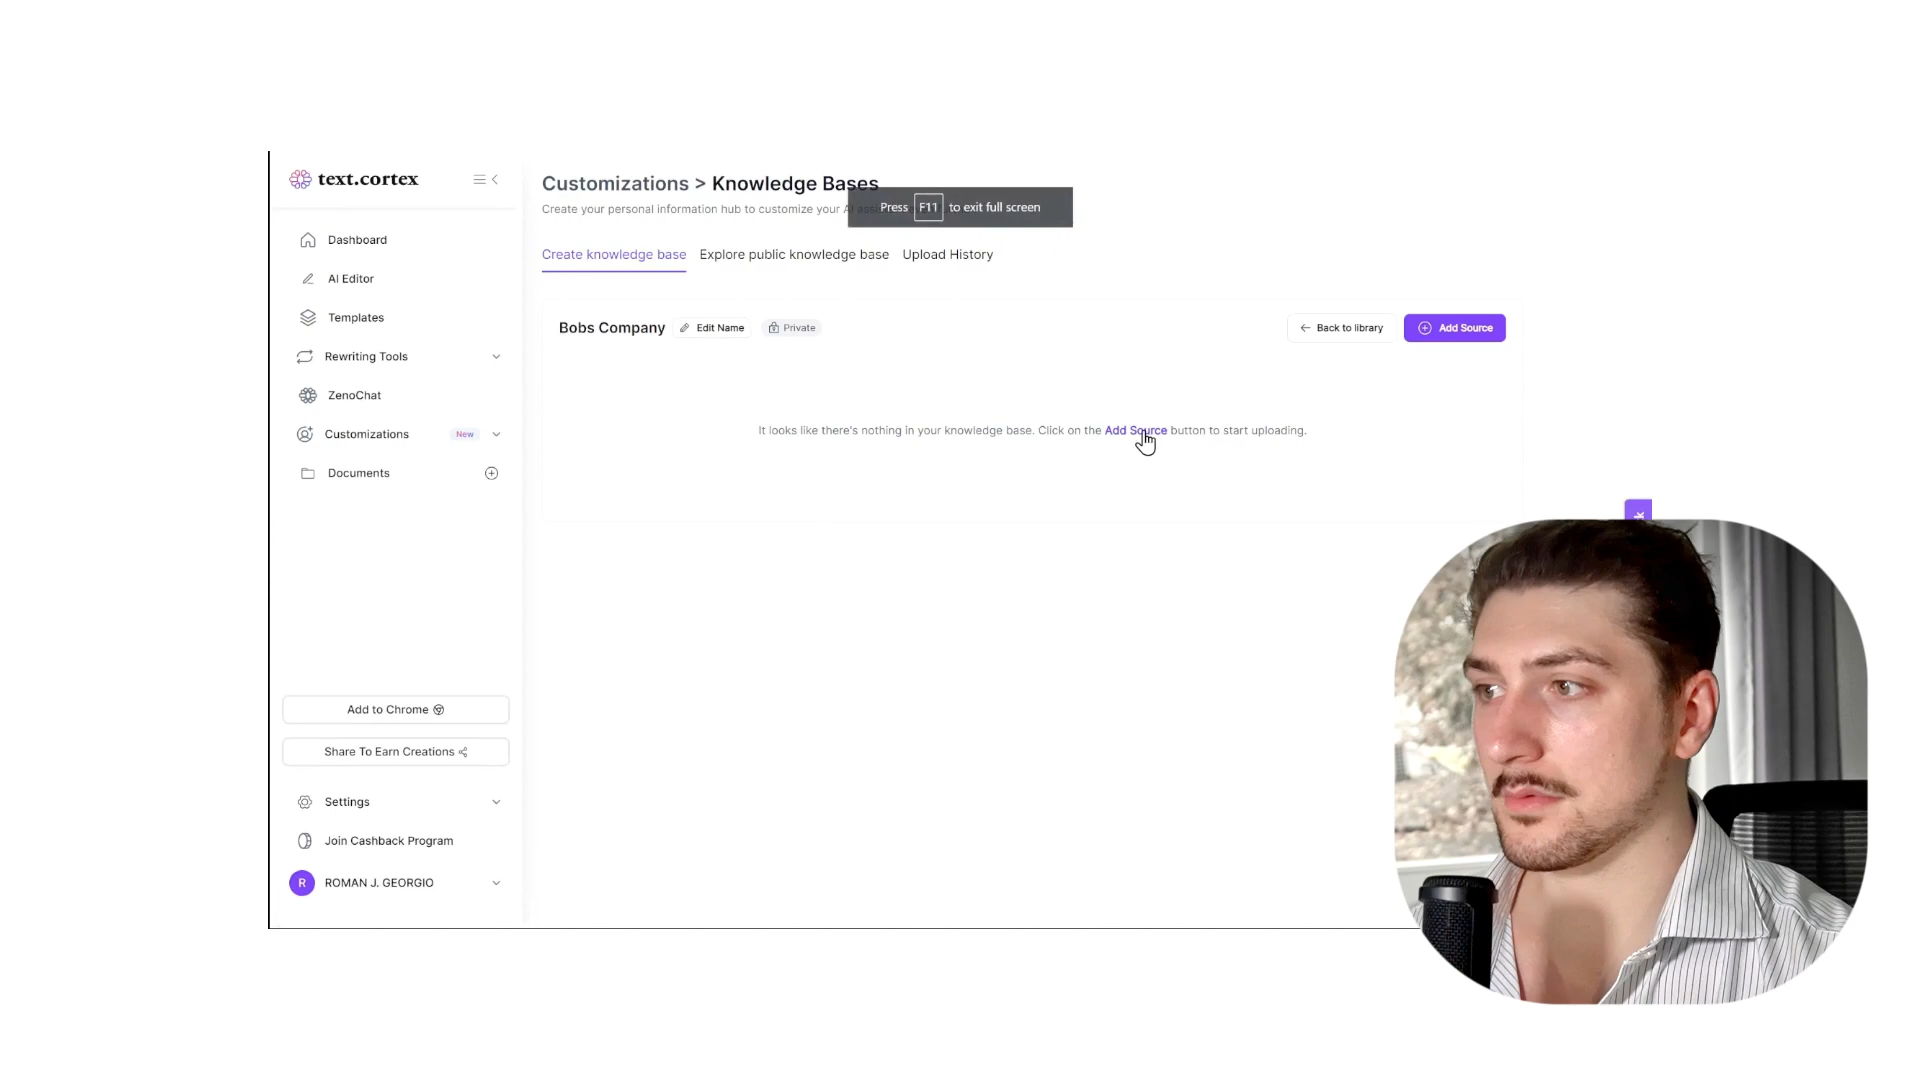 text.cortex
Dashboard
AI Editor
Templates
Rewriting Tools
ZenoChat
Customizations New
Documents
Add to Chrome
Share To Earn Creations
Settings
Join Cashback Program
R ROMAN J. GEORGIO
Customizations > Knowledge Bases
Create your personal information hub to customize your AI
Press F11 to exit full screen
Create knowledge base Explore public knowledge base Upload History
Bobs Company Edit Name Private
Back to library Add Source
It looks like there's nothing in your knowledge base. Click on the Add Source button to start uploading.